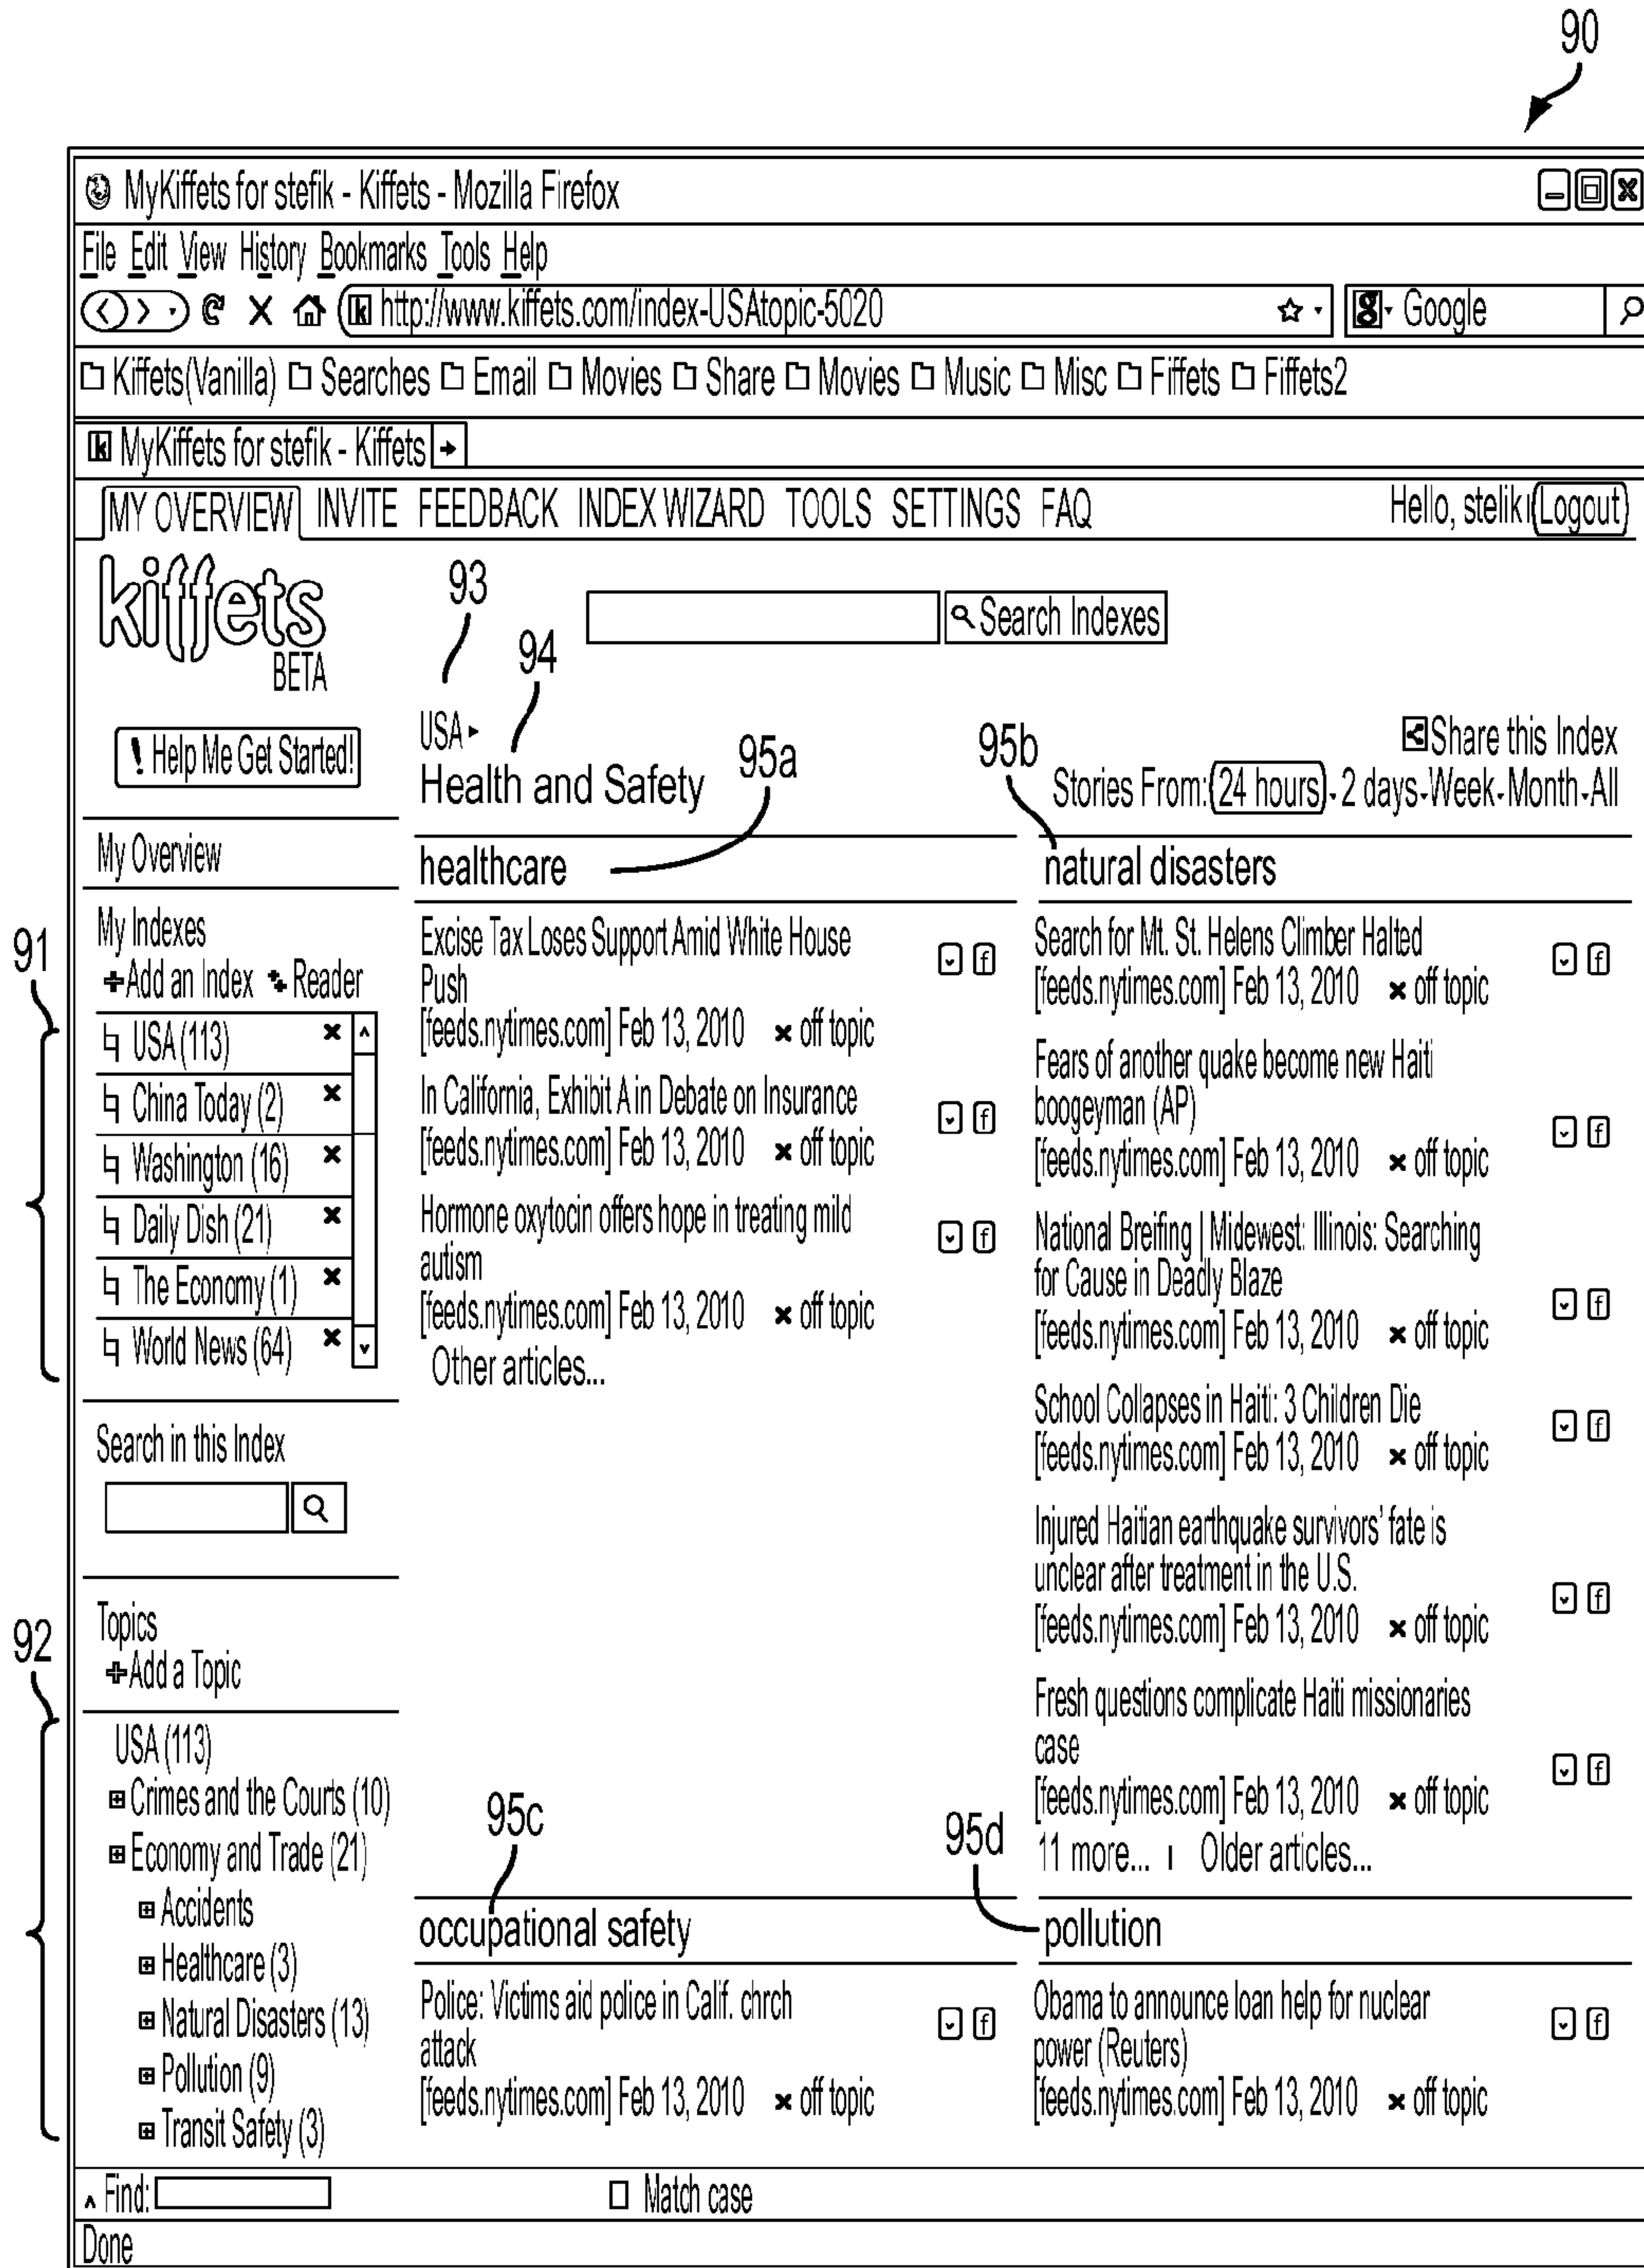 90
MyKiffets for stefik - Kiffets - Mozilla Firefox
File Edit View History Bookmarks Tools Help
http://www.kiffets.com/index-USAtopic-5020
Google
Kiffets(Vanilla) Searches Email Movies Share Movies Music Misc Fiffets Fiffets2
MyKiffets for stefik - Kiffets
MY OVERVIEW INVITE FEEDBACK INDEX WIZARD TOOLS SETTINGS FAQ Hello, stelik Logout
kiffets
BETA
Search Indexes
93
94
Help Me Get Started!
USA
Health and Safety
95a
95b
Share this Index
Stories From: 24 hours - 2 days - Week - Month - All
My Overview
91
My Indexes
Add an Index Reader
USA (113)
China Today (2)
Washington (16)
Daily Dish (21)
The Economy (1)
World News (64)
Search in this Index
92
Topics
Add a Topic
USA (113)
Crimes and the Courts (10)
Economy and Trade (21)
Accidents
Healthcare (3)
Natural Disasters (13)
Pollution (9)
Transit Safety (3)
healthcare
Excise Tax Loses Support Amid White House
Push
[feeds.nytimes.com] Feb 13, 2010 × off topic
In California, Exhibit A in Debate on Insurance
[feeds.nytimes.com] Feb 13, 2010 × off topic
Hormone oxytocin offers hope in treating mild
autism
[feeds.nytimes.com] Feb 13, 2010 × off topic
Other articles...
natural disasters
Search for Mt. St. Helens Climber Halted
[feeds.nytimes.com] Feb 13, 2010 × off topic
Fears of another quake become new Haiti
boogeyman (AP)
[feeds.nytimes.com] Feb 13, 2010 × off topic
National Breifing | Midewest: Illinois: Searching
for Cause in Deadly Blaze
[feeds.nytimes.com] Feb 13, 2010 × off topic
School Collapses in Haiti: 3 Children Die
[feeds.nytimes.com] Feb 13, 2010 × off topic
Injured Haitian earthquake survivors' fate is
unclear after treatment in the U.S.
[feeds.nytimes.com] Feb 13, 2010 × off topic
Fresh questions complicate Haiti missionaries
case
[feeds.nytimes.com] Feb 13, 2010 × off topic
11 more... | Older articles...
95c
occupational safety
Police: Victims aid police in Calif. chrch
attack
[feeds.nytimes.com] Feb 13, 2010 × off topic
95d
pollution
Obama to announce loan help for nuclear
power (Reuters)
[feeds.nytimes.com] Feb 13, 2010 × off topic
Find:
Match case
Done